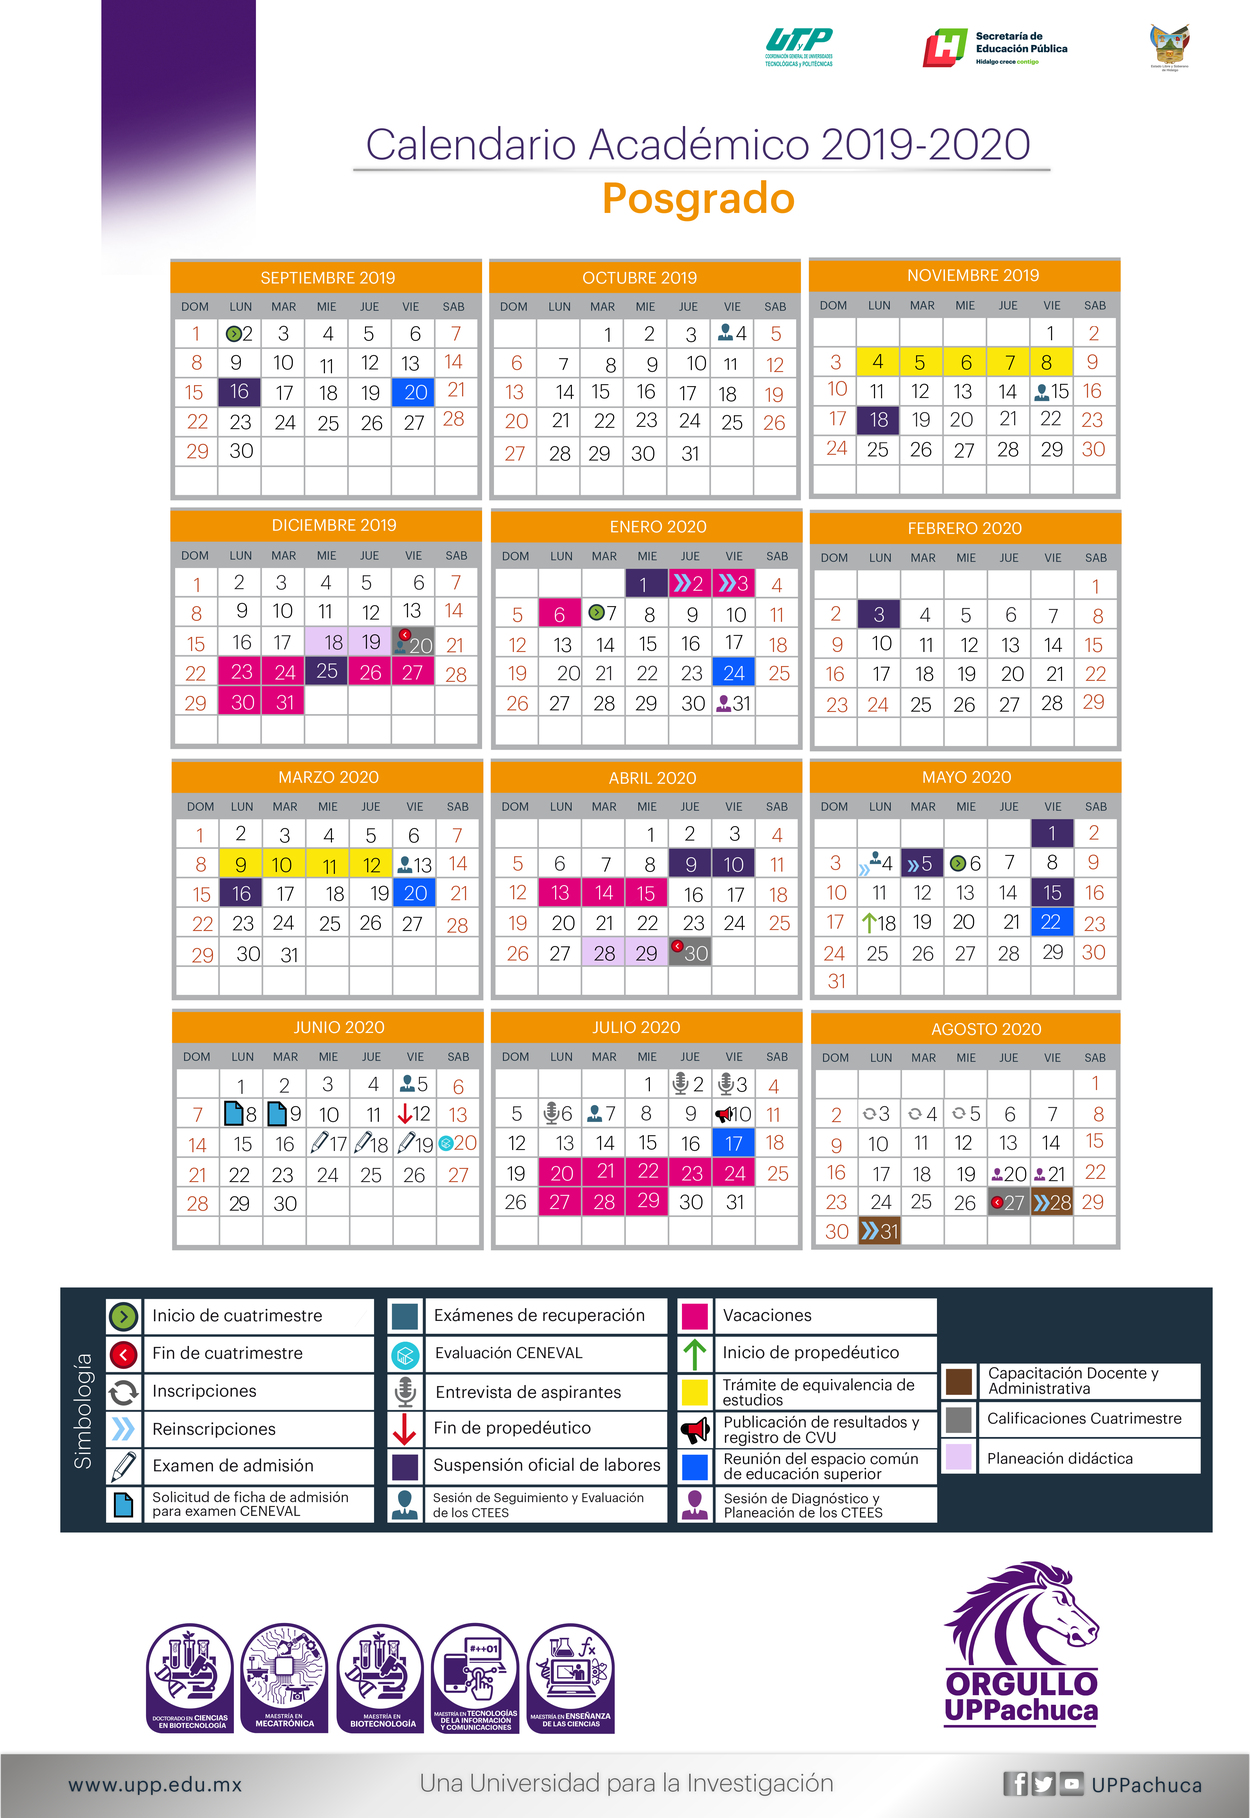 UTyP
COORDINACIÓN GENERAL DE UNIVERSIDADES
TECNOLÓGICAS y POLITÉCNICAS
H
Secretaría de
Educación Pública
Hidalgo crece contigo
Calendario Académico 2019-2020
Posgrado
SEPTIEMBRE 2019
DOM LUN MAR MIE JUE VIE SAB
1 2 3 4 5 6 7
8 9 10 11 12 13 14
15 16 17 18 19 20 21
22 23 24 25 26 27 28
29 30
OCTUBRE 2019
DOM LUN MAR MIE JUE VIE SAB
1 2 3 4 5
6 7 8 9 10 11 12
13 14 15 16 17 18 19
20 21 22 23 24 25 26
27 28 29 30 31
NOVIEMBRE 2019
DOM LUN MAR MIE JUE VIE SAB
1 2
3 4 5 6 7 8 9
10 11 12 13 14 15 16
17 18 19 20 21 22 23
24 25 26 27 28 29 30
DICIEMBRE 2019
DOM LUN MAR MIE JUE VIE SAB
1 2 3 4 5 6 7
8 9 10 11 12 13 14
15 16 17 18 19 20 21
22 23 24 25 26 27 28
29 30 31
ENERO 2020
DOM LUN MAR MIE JUE VIE SAB
1 2 3 4
5 6 7 8 9 10 11
12 13 14 15 16 17 18
19 20 21 22 23 24 25
26 27 28 29 30 31
FEBRERO 2020
DOM LUN MAR MIE JUE VIE SAB
1
2 3 4 5 6 7 8
9 10 11 12 13 14 15
16 17 18 19 20 21 22
23 24 25 26 27 28 29
MARZO 2020
DOM LUN MAR MIE JUE VIE SAB
1 2 3 4 5 6 7
8 9 10 11 12 13 14
15 16 17 18 19 20 21
22 23 24 25 26 27 28
29 30 31
ABRIL 2020
DOM LUN MAR MIE JUE VIE SAB
1 2 3 4
5 6 7 8 9 10 11
12 13 14 15 16 17 18
19 20 21 22 23 24 25
26 27 28 29 30
MAYO 2020
DOM LUN MAR MIE JUE VIE SAB
1 2
3 4 5 6 7 8 9
10 11 12 13 14 15 16
17 18 19 20 21 22 23
24 25 26 27 28 29 30
31
JUNIO 2020
DOM LUN MAR MIE JUE VIE SAB
1 2 3 4 5 6
7 8 9 10 11 12 13
14 15 16 17 18 19 20
21 22 23 24 25 26 27
28 29 30
JULIO 2020
DOM LUN MAR MIE JUE VIE SAB
1 2 3 4
5 6 7 8 9 10 11
12 13 14 15 16 17 18
19 20 21 22 23 24 25
26 27 28 29 30 31
AGOSTO 2020
DOM LUN MAR MIE JUE VIE SAB
1
2 3 4 5 6 7 8
9 10 11 12 13 14 15
16 17 18 19 20 21 22
23 24 25 26 27 28 29
30 31
Simbología
Inicio de cuatrimestre
Fin de cuatrimestre
Inscripciones
Reinscripciones
Examen de admisión
Solicitud de ficha de admisión
para examen CENEVAL
Exámenes de recuperación
Evaluación CENEVAL
Entrevista de aspirantes
Fin de propedéutico
Suspensión oficial de labores
Sesión de Seguimiento y Evaluación
de los CTEES
Vacaciones
Inicio de propedéutico
Trámite de equivalencia de
estudios
Publicación de resultados y
registro de CVU
Reunión del espacio común
de educación superior
Sesión de Diagnóstico y
Planeación de los CTEES
Capacitación Docente y
Administrativa
Calificaciones Cuatrimestre
Planeación didáctica
DOCTORADO EN CIENCIAS
EN BIOTECNOLOGÍA
MAESTRÍA EN
MECATRÓNICA
MAESTRÍA EN
BIOTECNOLOGÍA
#++01
MAESTRÍA EN TECNOLOGÍAS
DE LA INFORMACIÓN
Y COMUNICACIONES
fx
MAESTRÍA EN ENSEÑANZA
DE LAS CIENCIAS
ORGULLO
UPPachuca
www.upp.edu.mx
Una Universidad para la Investigación
UPPachuca